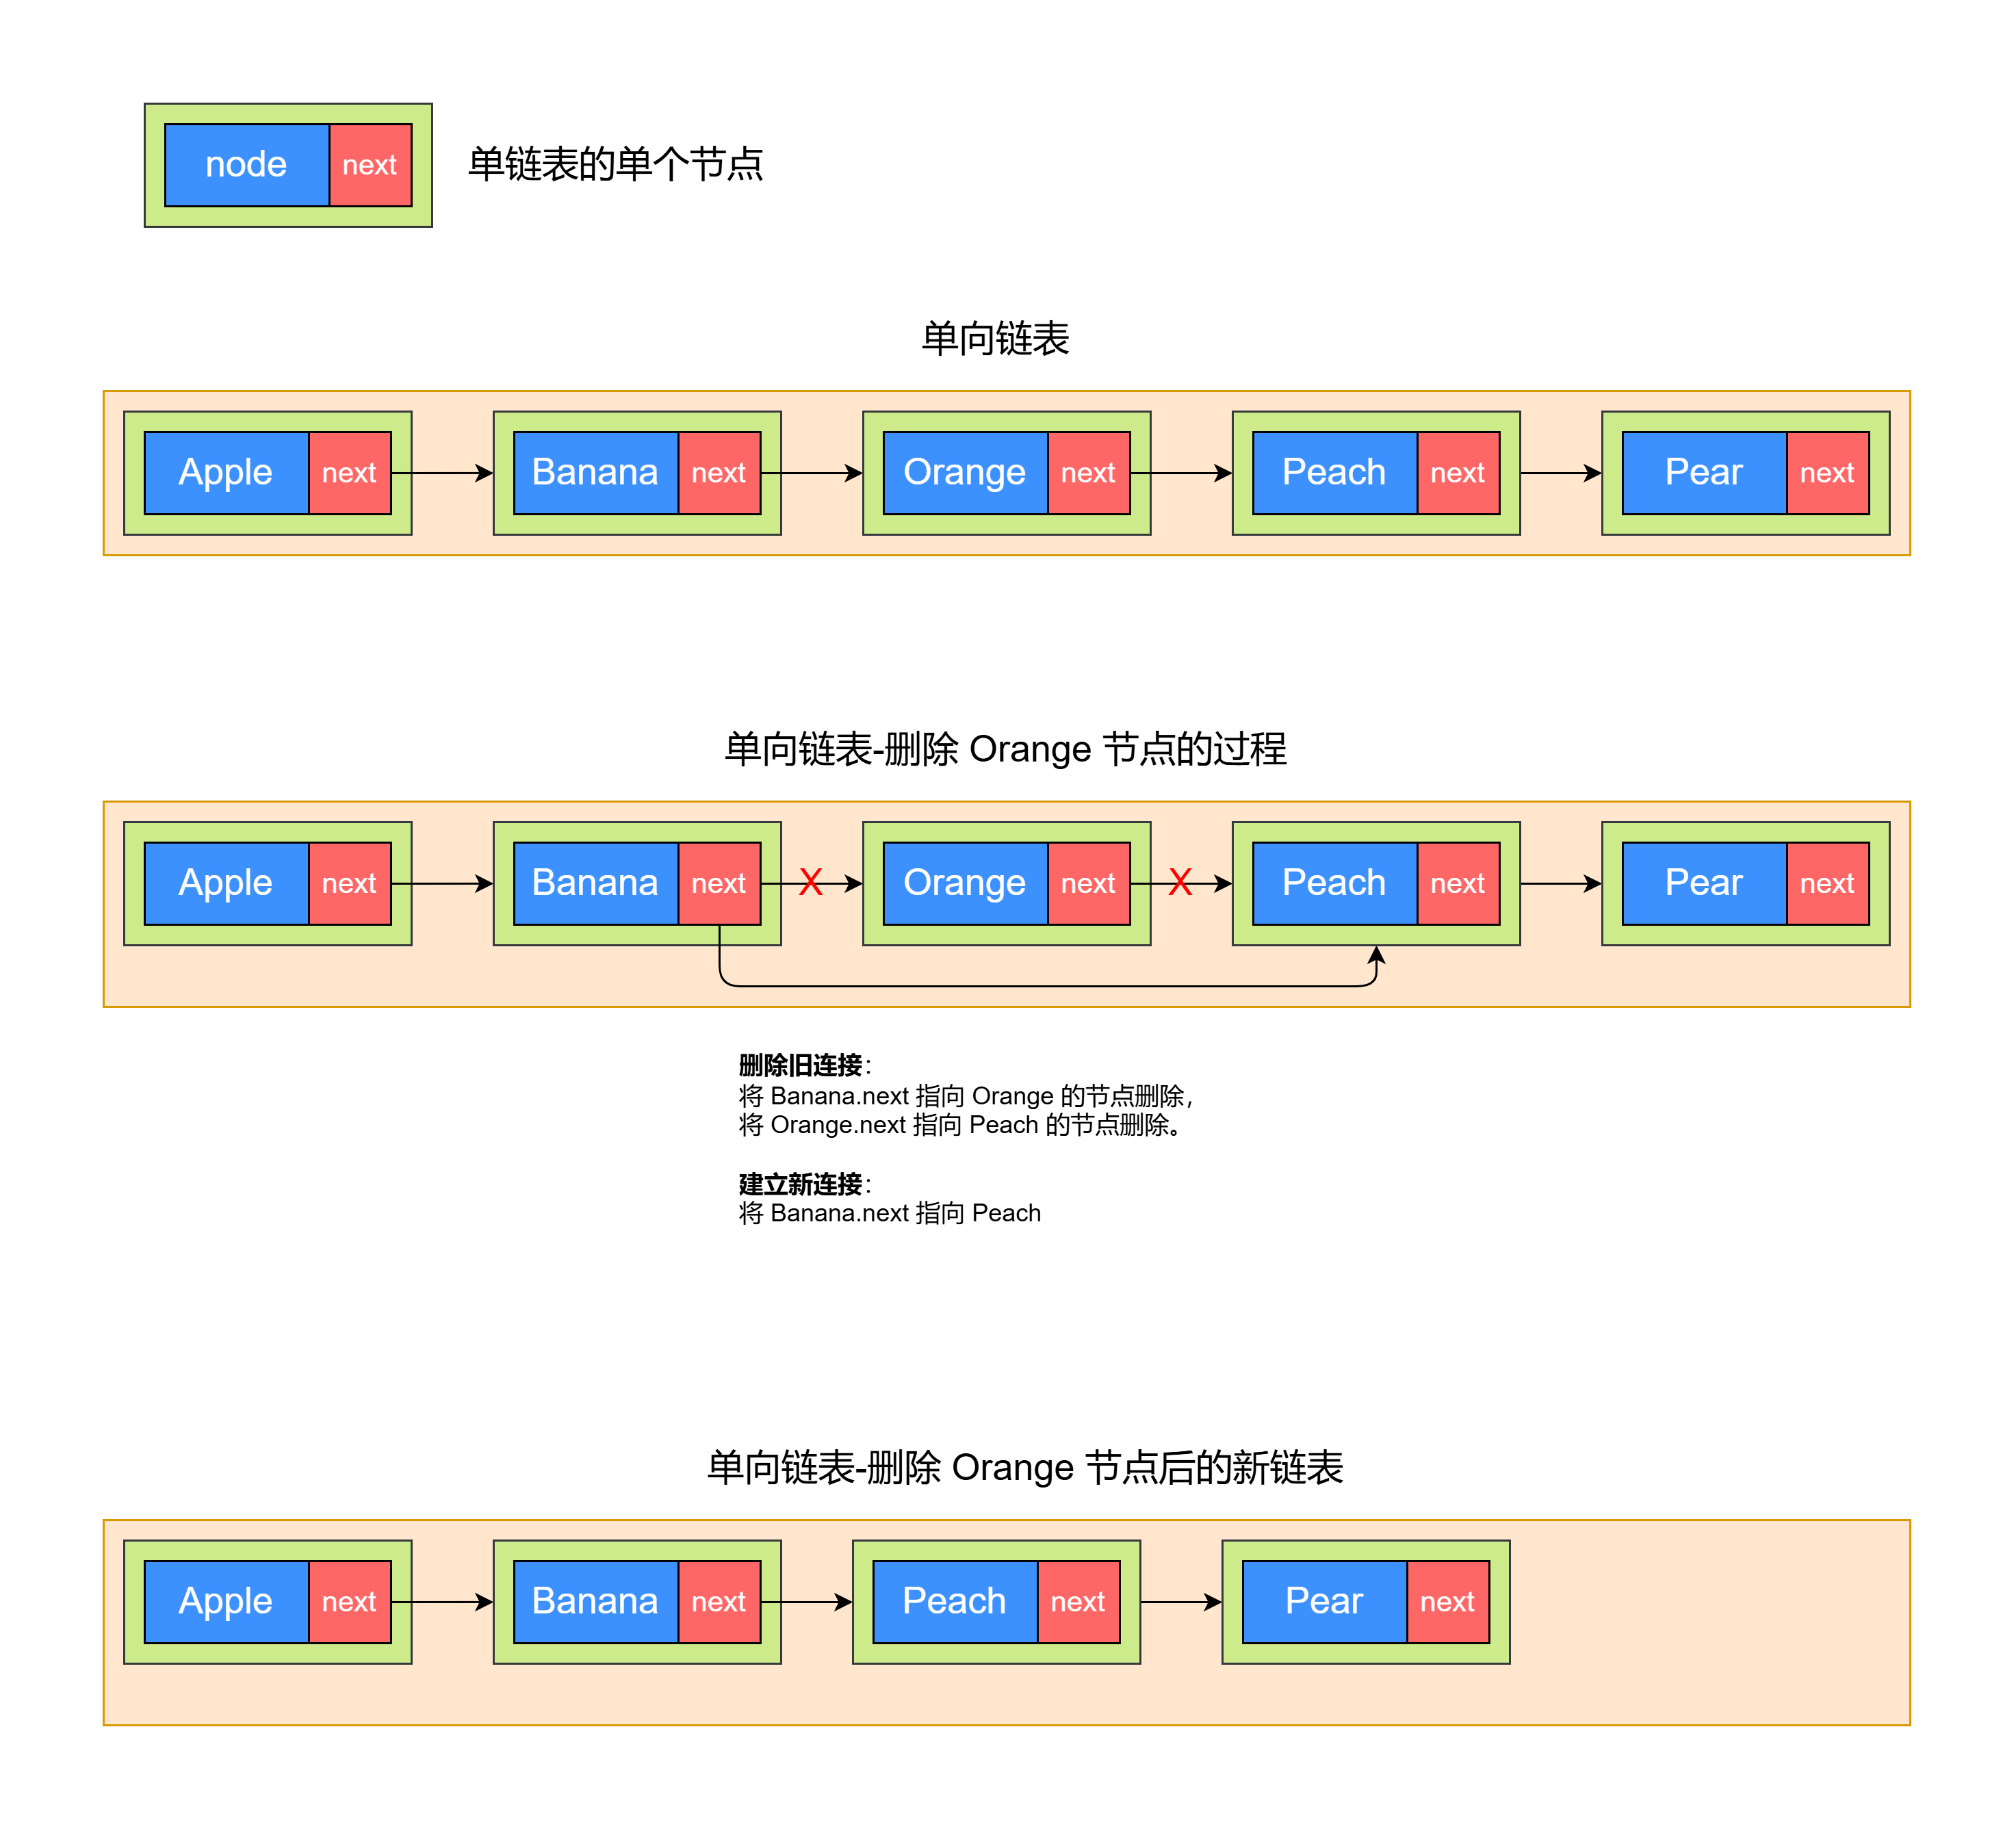 node next 单链表的单个节点
单向链表
Apple next Banana next Orange next Peach next Pear next
单向链表-删除 Orange 节点的过程
Apple next Banana next X Orange next X Peach next Pear next
删除旧连接：
将 Banana.next 指向 Orange 的节点删除，
将 Orange.next 指向 Peach 的节点删除。
建立新连接：
将 Banana.next 指向 Peach
单向链表-删除 Orange 节点后的新链表
Apple next Banana next Peach next Pear next